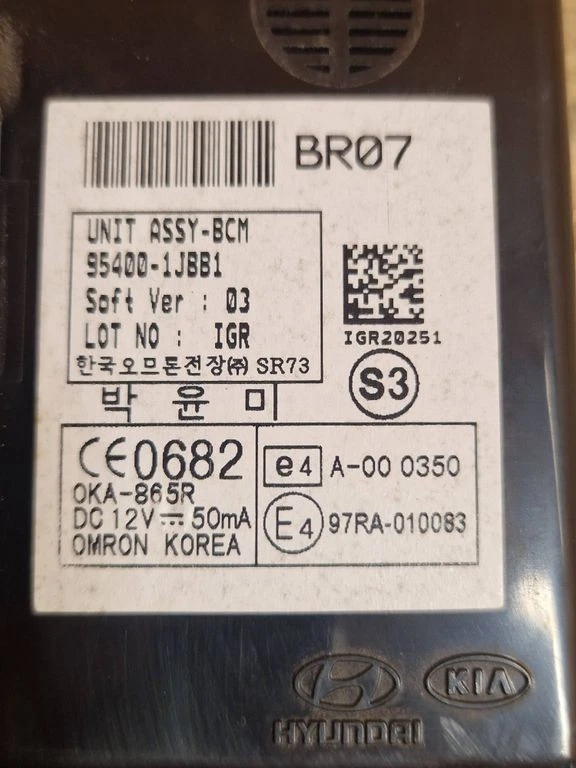 BR07
UNIT ASSY-BCM
95400-1JBB1
Soft Ver : 03
LOT NO : IGR
한국오므론전장㈜ SR73
IGR20251
S3
박 윤 미
CE0682
OKA-865R
DC 12V⎓50mA
OMRON KOREA
e4 A-00 0350
E4 97RA-010083
HYUNDAI
KIA